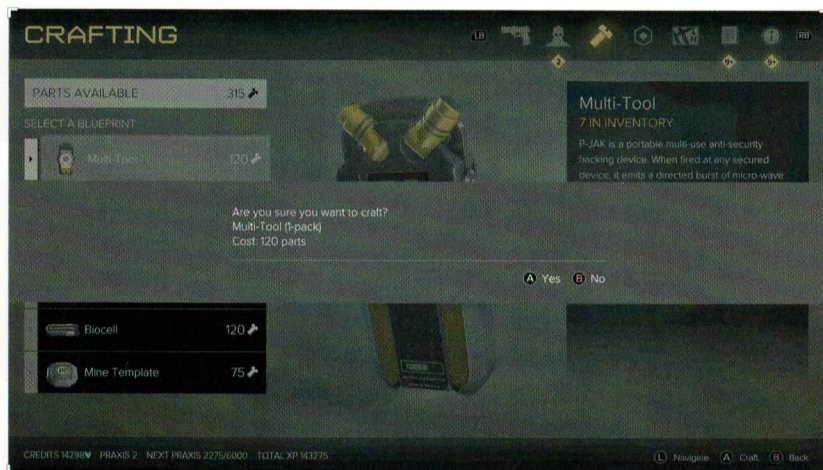 CRAFTING
LB
RB
2
9+
9+
PARTS AVAILABLE 315
SELECT A BLUEPRINT
Multi-Tool 120
Multi-Tool
7 IN INVENTORY
P-JAK is a portable multi-use anti-security
hacking device. When fired at any secured
device, it emits a directed burst of micro-wave
Are you sure you want to craft?
Multi-Tool (1-pack)
Cost: 120 parts
A Yes B No
Biocell 120
Mine Template 75
CREDITS 14298 PRAXIS 2 NEXT PRAXIS 2275/6000 TOTAL XP 143275
L Navigate A Craft B Back